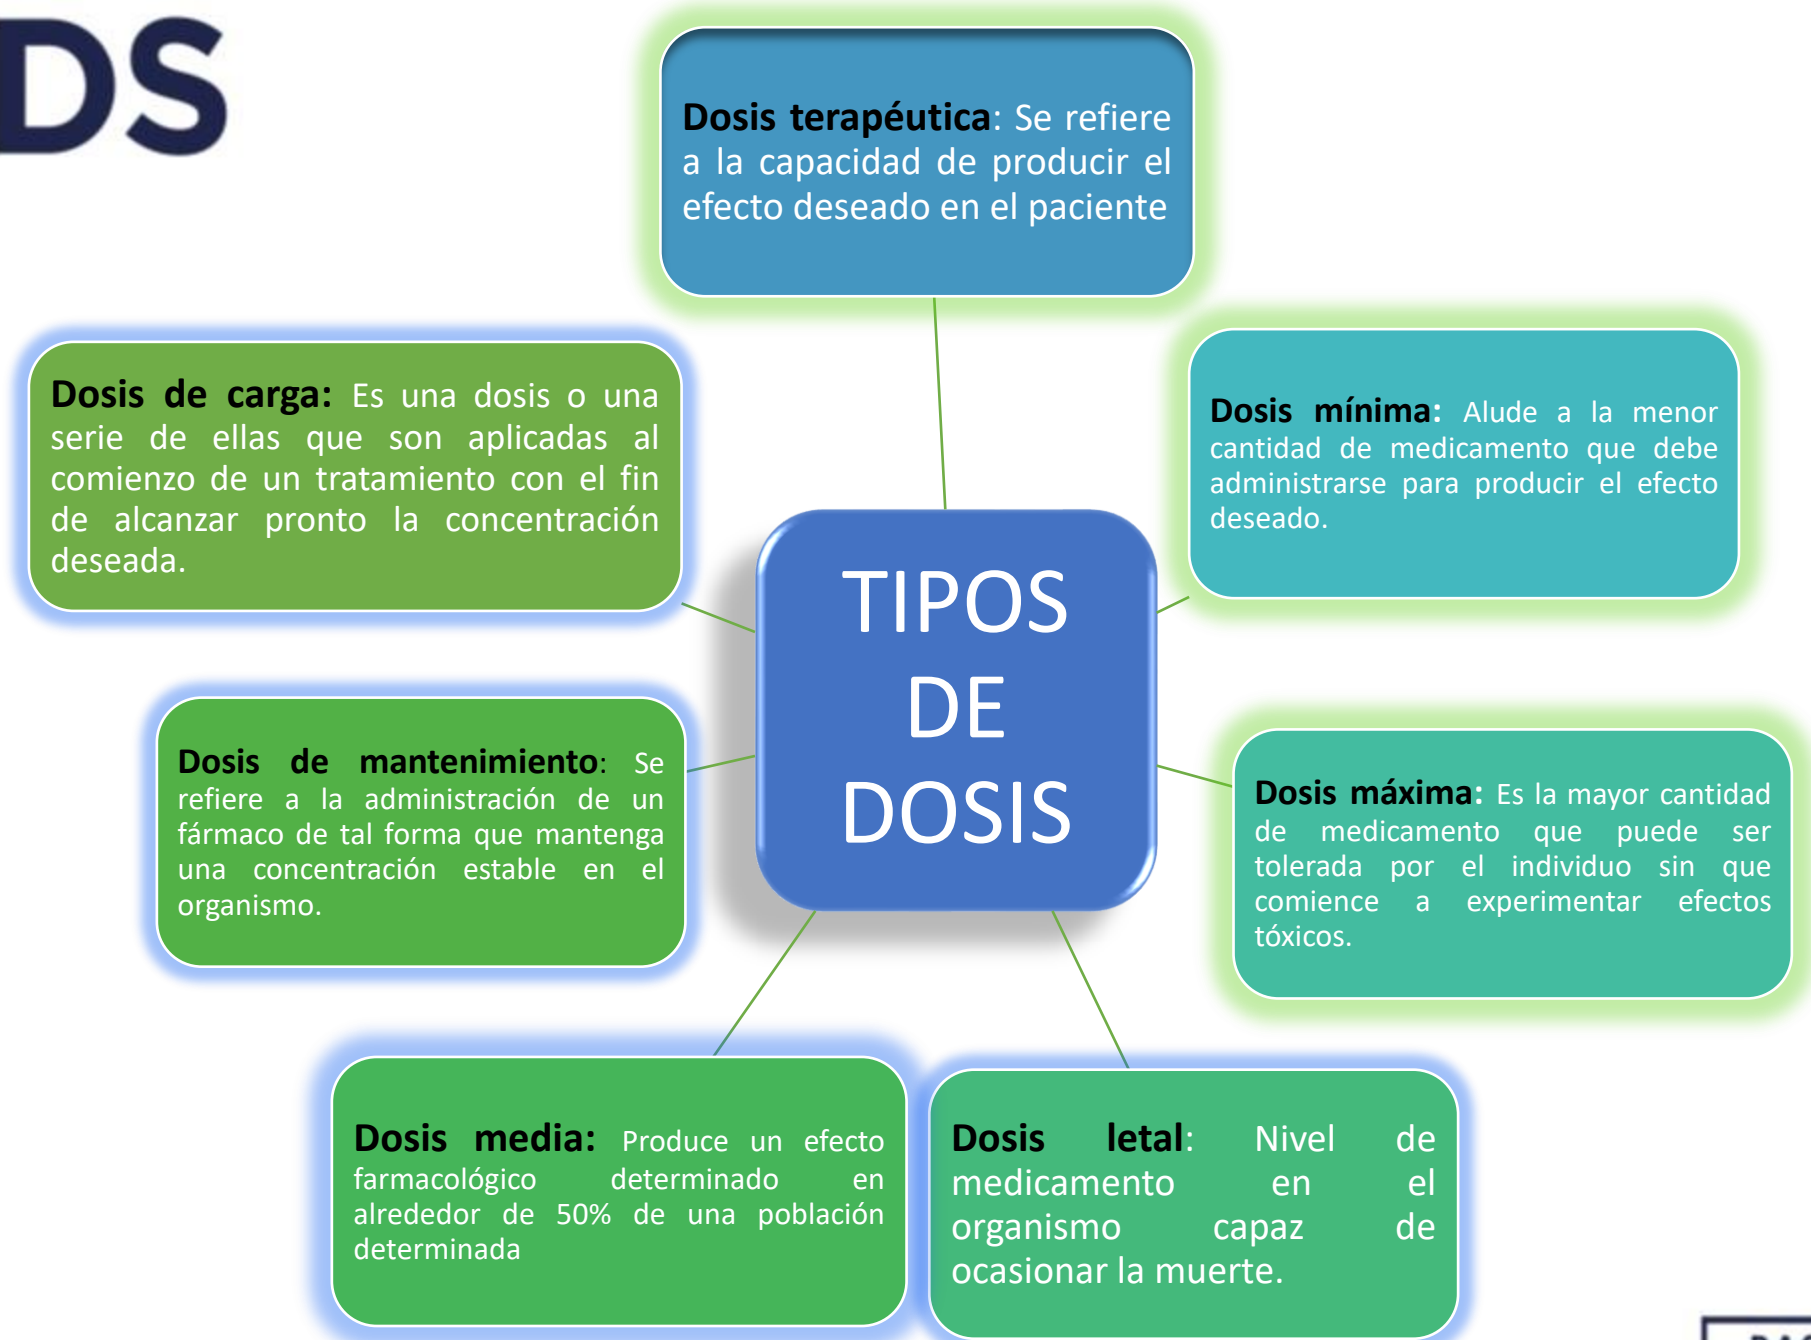 DS
Dosis terapéutica: Se refiere
a la capacidad de producir el
efecto deseado en el paciente
Dosis de carga: Es una dosis o una
serie de ellas que son aplicadas al
comienzo de un tratamiento con el fin
de alcanzar pronto la concentración
deseada.
Dosis mínima: Alude a la menor
cantidad de medicamento que debe
administrarse para producir el efecto
deseado.
TIPOS
DE
DOSIS
Dosis de mantenimiento: Se
refiere a la administración de un
fármaco de tal forma que mantenga
una concentración estable en el
organismo.
Dosis máxima: Es la mayor cantidad
de medicamento que puede ser
tolerada por el individuo sin que
comience a experimentar efectos
tóxicos.
Dosis media: Produce un efecto
farmacológico determinado en
alrededor de 50% de una población
determinada
Dosis letal: Nivel de
medicamento en el
organismo capaz de
ocasionar la muerte.